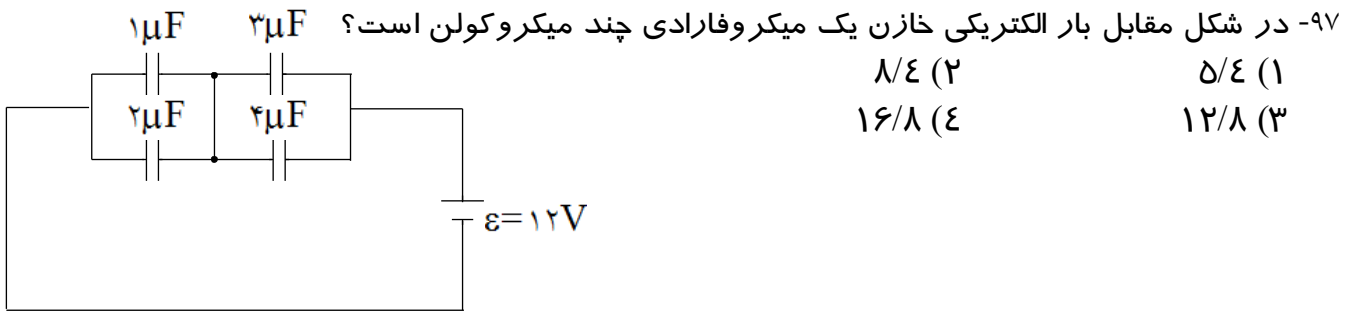 ۹۷- در شکل مقابل بار الکتریکی خازن یک میکروفارادی چند میکروکولن است؟
۱) ۵/٤ ۲) ۸/٤
۳) ۱۲/۸ ٤) ۱۶/۸
۱μF ۳μF
۲μF ۴μF
ε=۱۲V